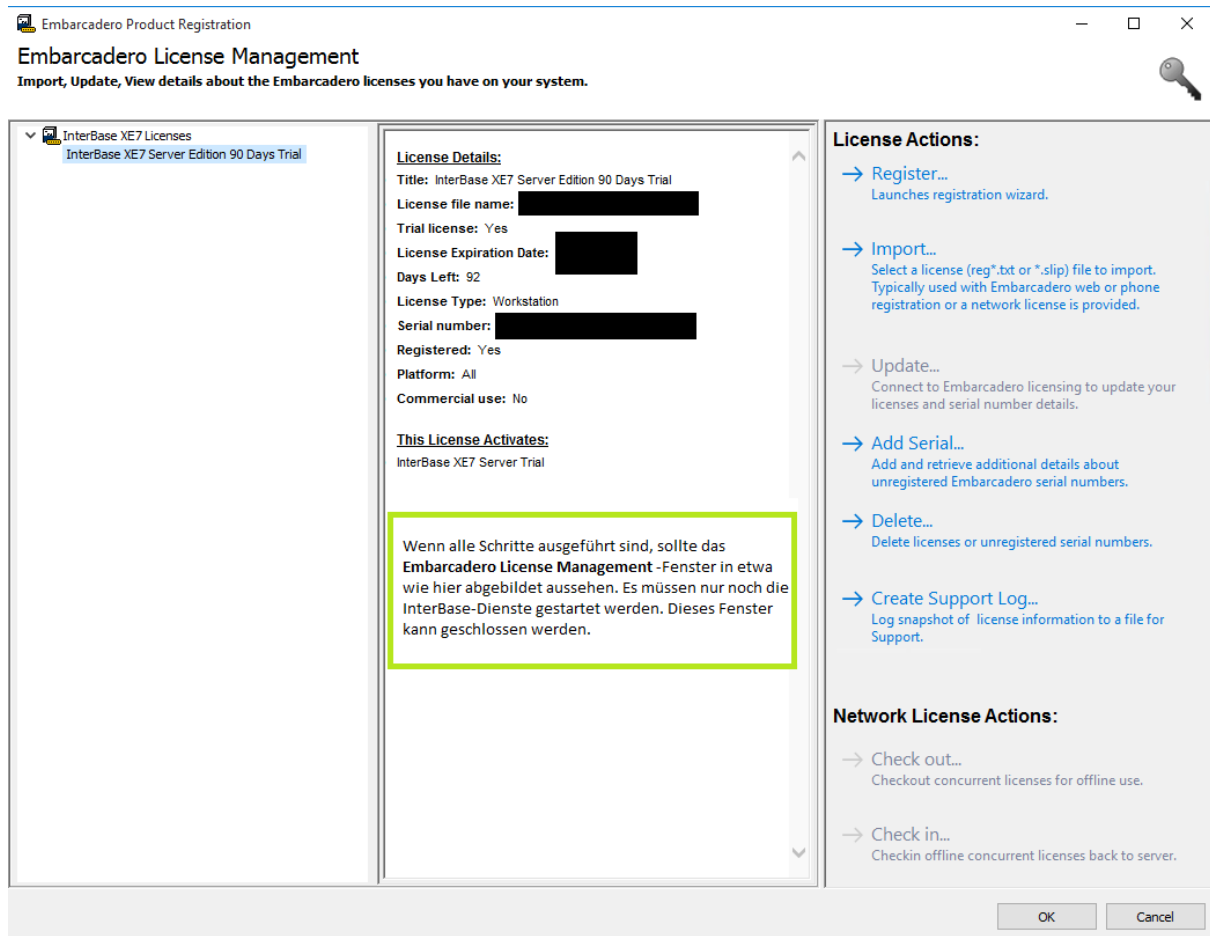 Embarcadero Product Registration
Embarcadero License Management
Import, Update, View details about the Embarcadero licenses you have on your system.
InterBase XE7 Licenses
InterBase XE7 Server Edition 90 Days Trial
License Details:
Title: InterBase XE7 Server Edition 90 Days Trial
License file name:
Trial license: Yes
License Expiration Date:
Days Left: 92
License Type: Workstation
Serial number:
Registered: Yes
Platform: All
Commercial use: No
This License Activates:
InterBase XE7 Server Trial
Wenn alle Schritte ausgeführt sind, sollte das
Embarcadero License Management -Fenster in etwa
wie hier abgebildet aussehen. Es müssen nur noch die
InterBase-Dienste gestartet werden. Dieses Fenster
kann geschlossen werden.
License Actions:
Register...
Launches registration wizard.
Import...
Select a license (reg*.txt or *.slip) file to import.
Typically used with Embarcadero web or phone
registration or a network license is provided.
Update...
Connect to Embarcadero licensing to update your
licenses and serial number details.
Add Serial...
Add and retrieve additional details about
unregistered Embarcadero serial numbers.
Delete...
Delete licenses or unregistered serial numbers.
Create Support Log...
Log snapshot of license information to a file for
Support.
Network License Actions:
Check out...
Checkout concurrent licenses for offline use.
Check in...
Checkin offline concurrent licenses back to server.
OK
Cancel